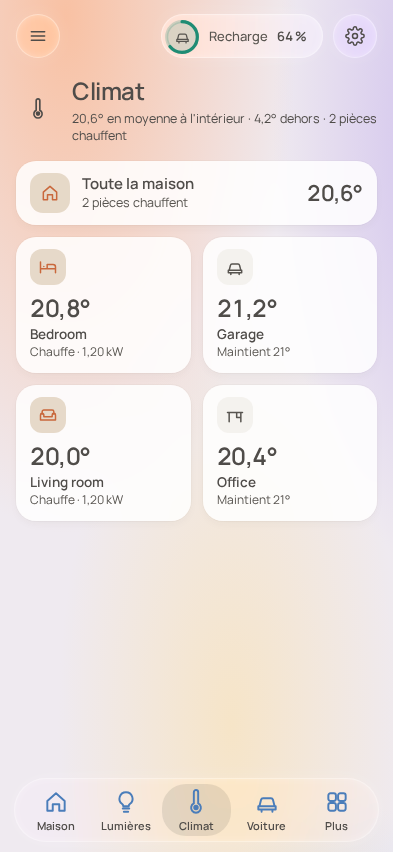 Recharge 64 %
Climat
20,6° en moyenne à l'intérieur · 4,2° dehors · 2 pièces
chauffent
Toute la maison
2 pièces chauffent
20,6°
20,8°
Bedroom
Chauffe · 1,20 kW
21,2°
Garage
Maintient 21°
20,0°
Living room
Chauffe · 1,20 kW
20,4°
Office
Maintient 21°
Maison
Lumières
Climat
Voiture
Plus